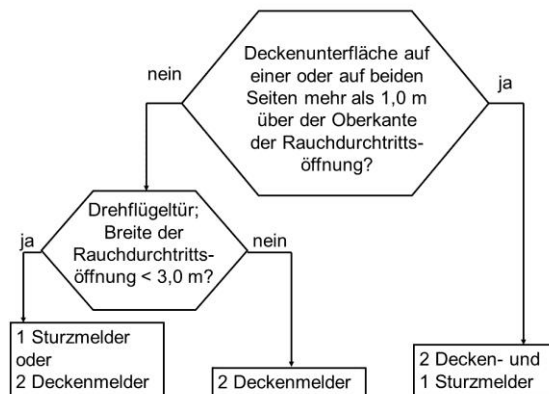 Deckenunterfläche auf
einer oder auf beiden
Seiten mehr als 1,0 m
über der Oberkante
der Rauchdurchtritts-
öffnung?
nein
ja
Drehflügeltür;
Breite der
Rauchdurchtritts-
öffnung < 3,0 m?
ja
nein
1 Sturzmelder
oder
2 Deckenmelder
2 Deckenmelder
2 Decken- und
1 Sturzmelder